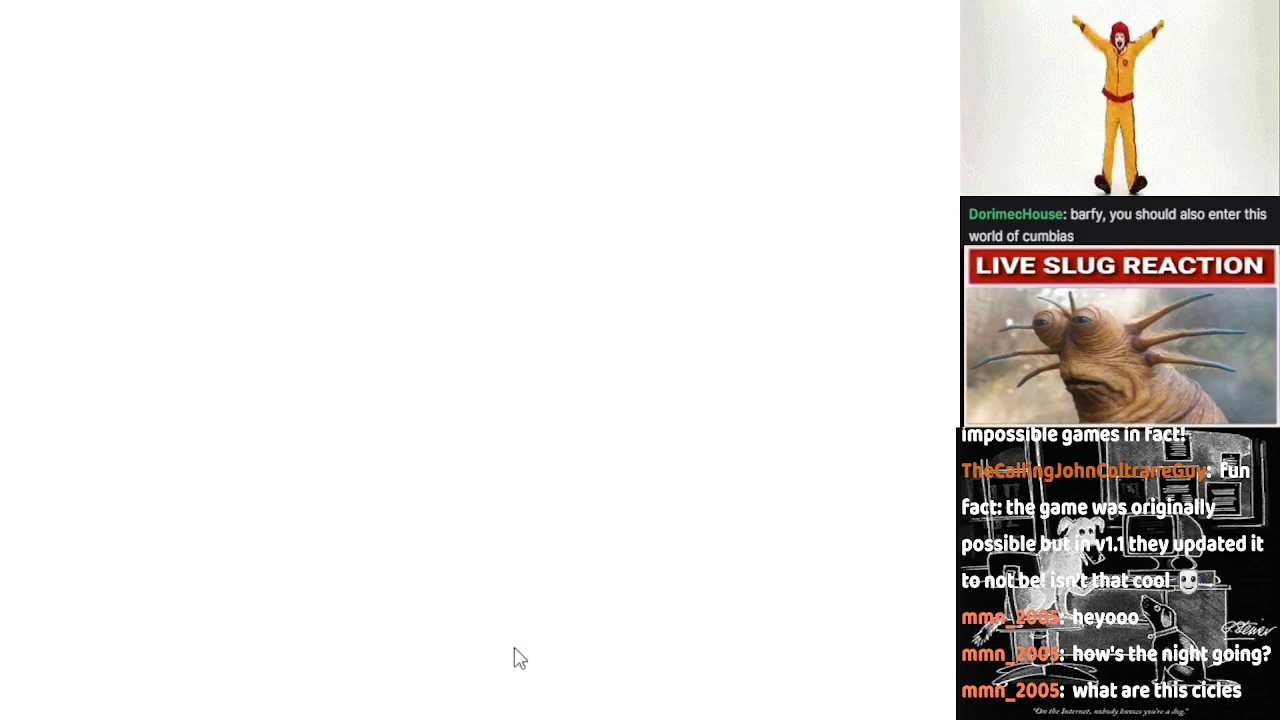 DorimecHouse: barfy, you should also enter this
world of cumbias
LIVE SLUG REACTION
impossible games in fact!
TheCallingJohnColtraneGuy: fun
fact: the game was originally
possible but in v1.1 they updated it
to not be! isn't that cool
mmn_2005: heyooo
mmn_2005: how's the night going?
mmn_2005: what are this cicles
P. Steiner
"On the Internet, nobody knows you're a dog."